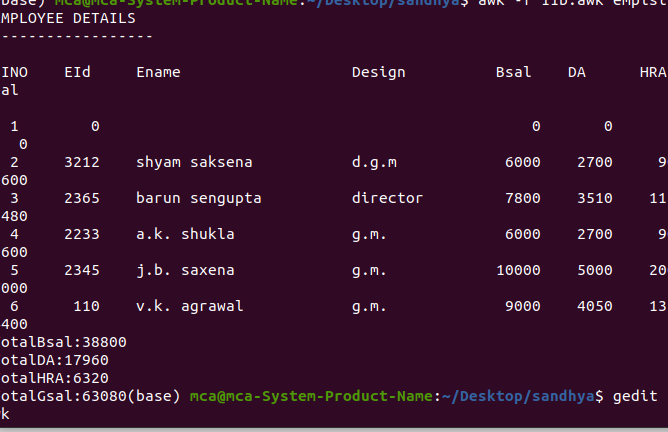 base) mca@mca-System-Product-Name:~/Desktop/sandhya$ awk -f 11b.awk emplst
MPLOYEE DETAILS
-----------------
INO EId Ename Design Bsal DA HRA
al
1 0 0 0
0
2 3212 shyam saksena d.g.m 6000 2700 9
600
3 2365 barun sengupta director 7800 3510 11
480
4 2233 a.k. shukla g.m. 6000 2700 9
600
5 2345 j.b. saxena g.m. 10000 5000 20
000
6 110 v.k. agrawal g.m. 9000 4050 13
400
otalBsal:38800
otalDA:17960
otalHRA:6320
otalGsal:63080(base) mca@mca-System-Product-Name:~/Desktop/sandhya$ gedit
k